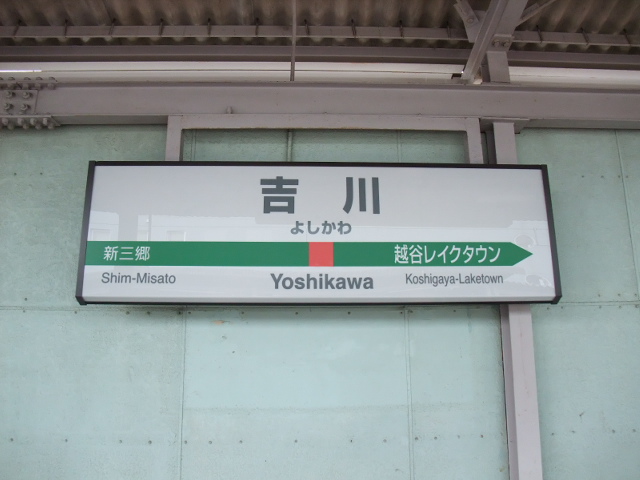 吉川
よしかわ
新三郷
越谷レイクタウン
Shim-Misato
Yoshikawa
Koshigaya-Laketown